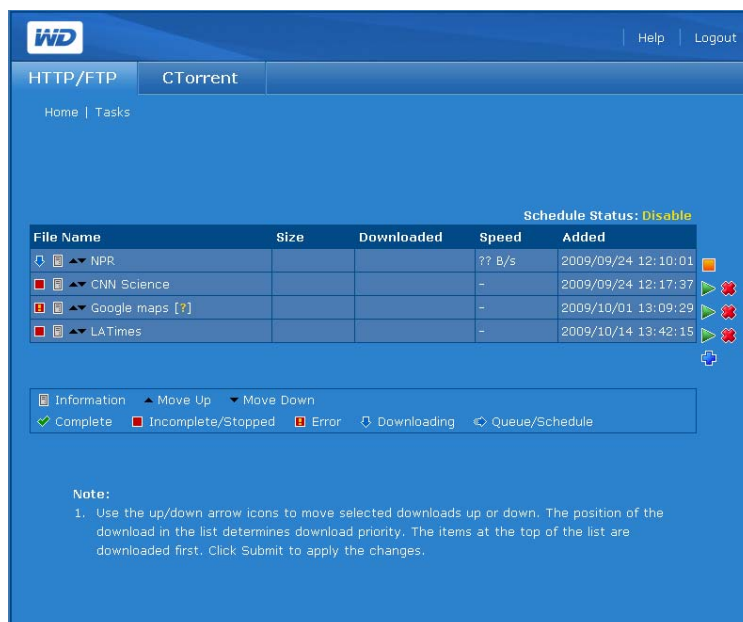 WD
Help | Logout
HTTP/FTP CTorrent
Home | Tasks
Schedule Status: Disable
File Name Size Downloaded Speed Added
NPR ?? B/s 2009/09/24 12:10:01
CNN Science - 2009/09/24 12:17:37
Google maps [?] - 2009/10/01 13:09:29
LATimes - 2009/10/14 13:42:15
Information Move Up Move Down
Complete Incomplete/Stopped Error Downloading Queue/Schedule
Note:
1. Use the up/down arrow icons to move selected downloads up or down. The position of the
download in the list determines download priority. The items at the top of the list are
downloaded first. Click Submit to apply the changes.